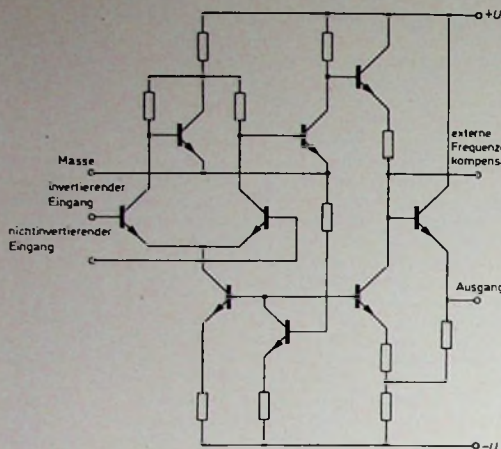 +U
Masse
externe
Frequenz
kompens
invertierender
Eingang
nichtinvertierender
Eingang
Ausgang
-U